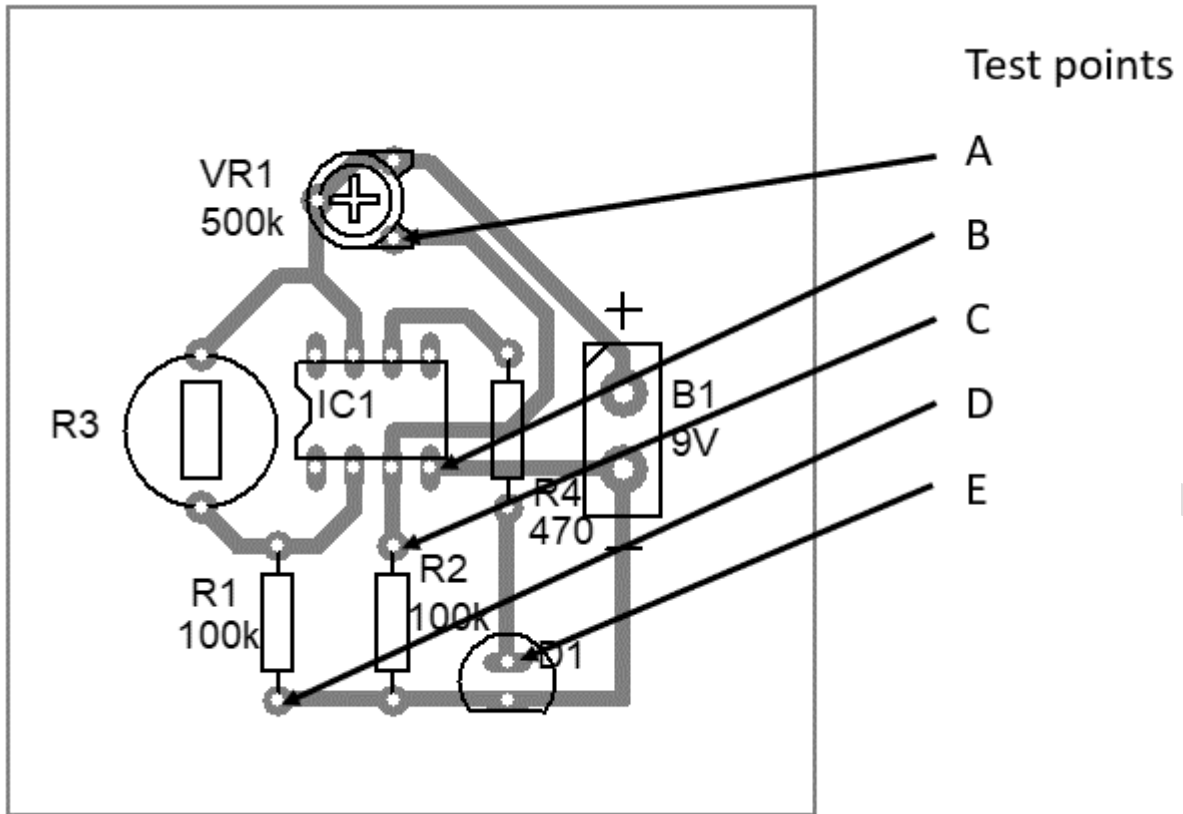 Test points
A
VR1
500k
B
C
+
IC1
B1
9V
R3
D
E
R4
470
R2
100k
R1
100k
D1